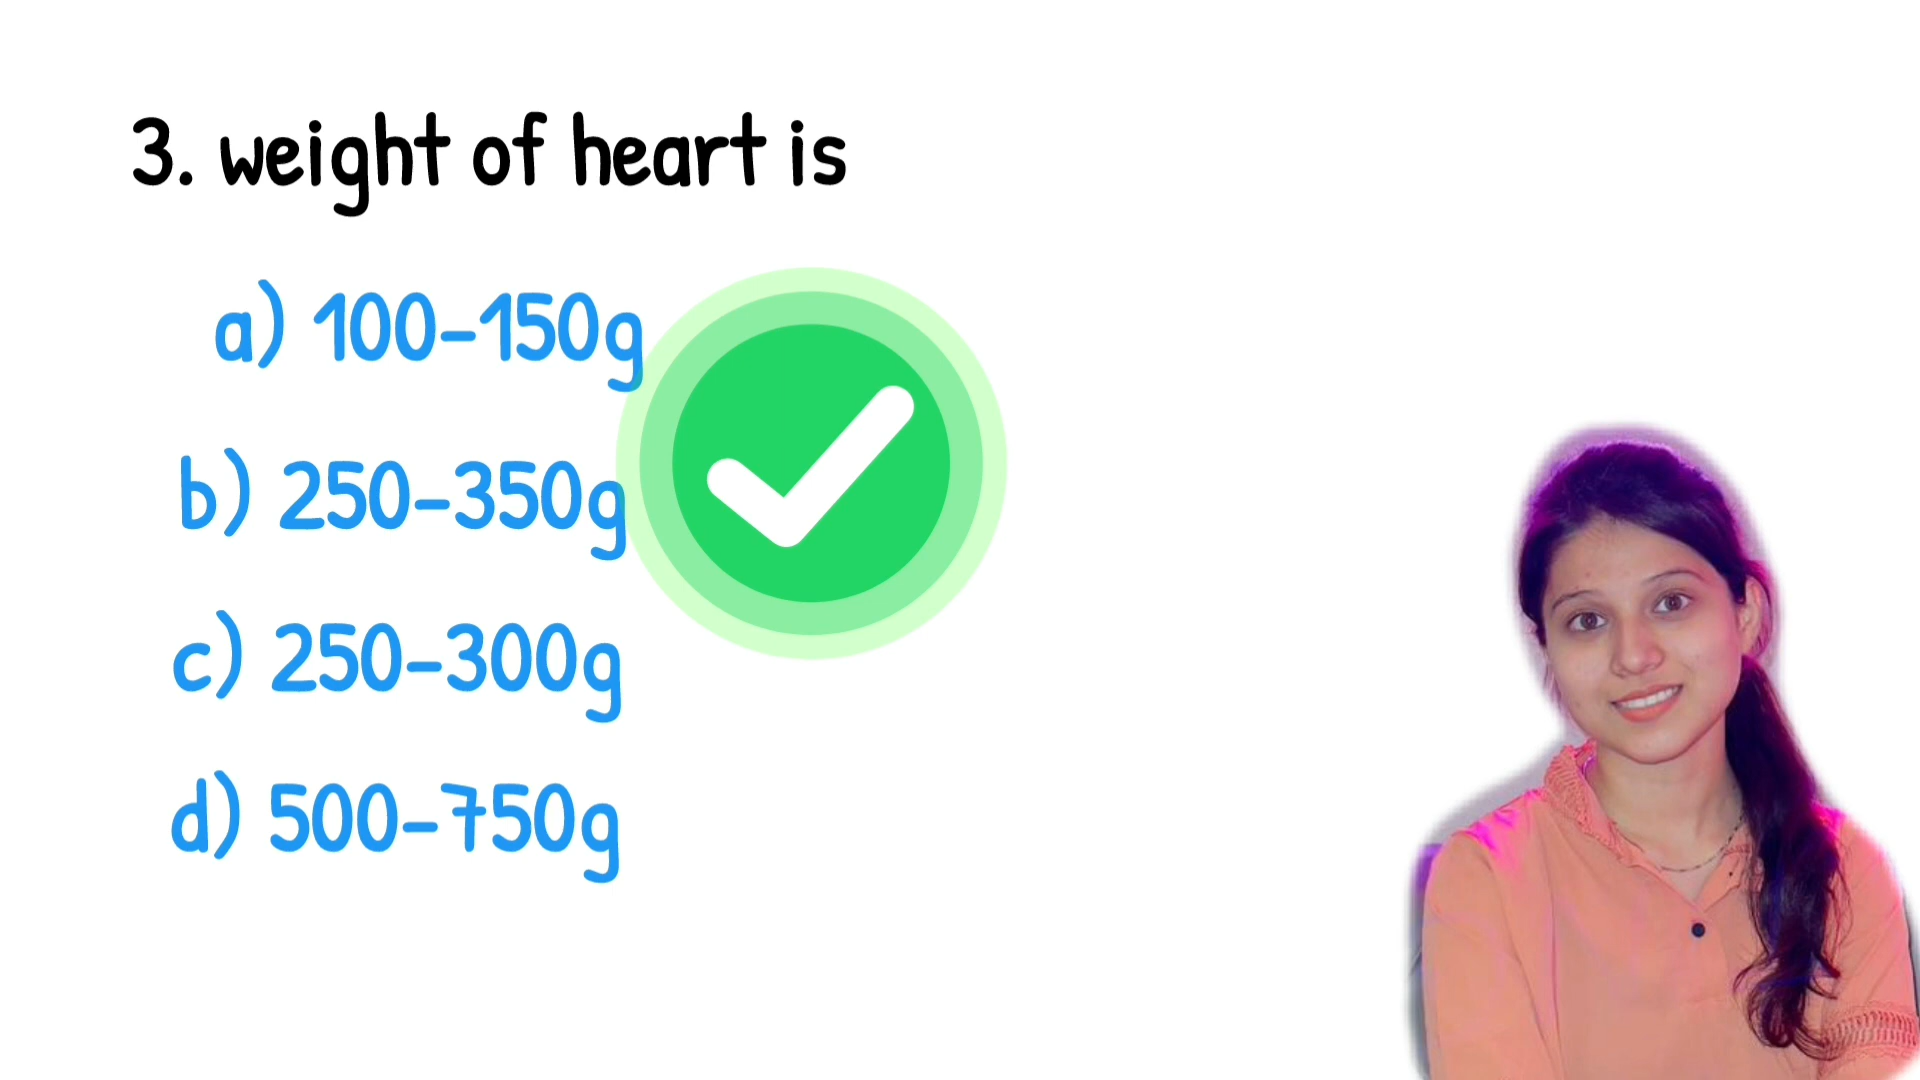 3. weight of heart is
a) 100-150g
b) 250-350g
c) 250-300g
d) 500-750g